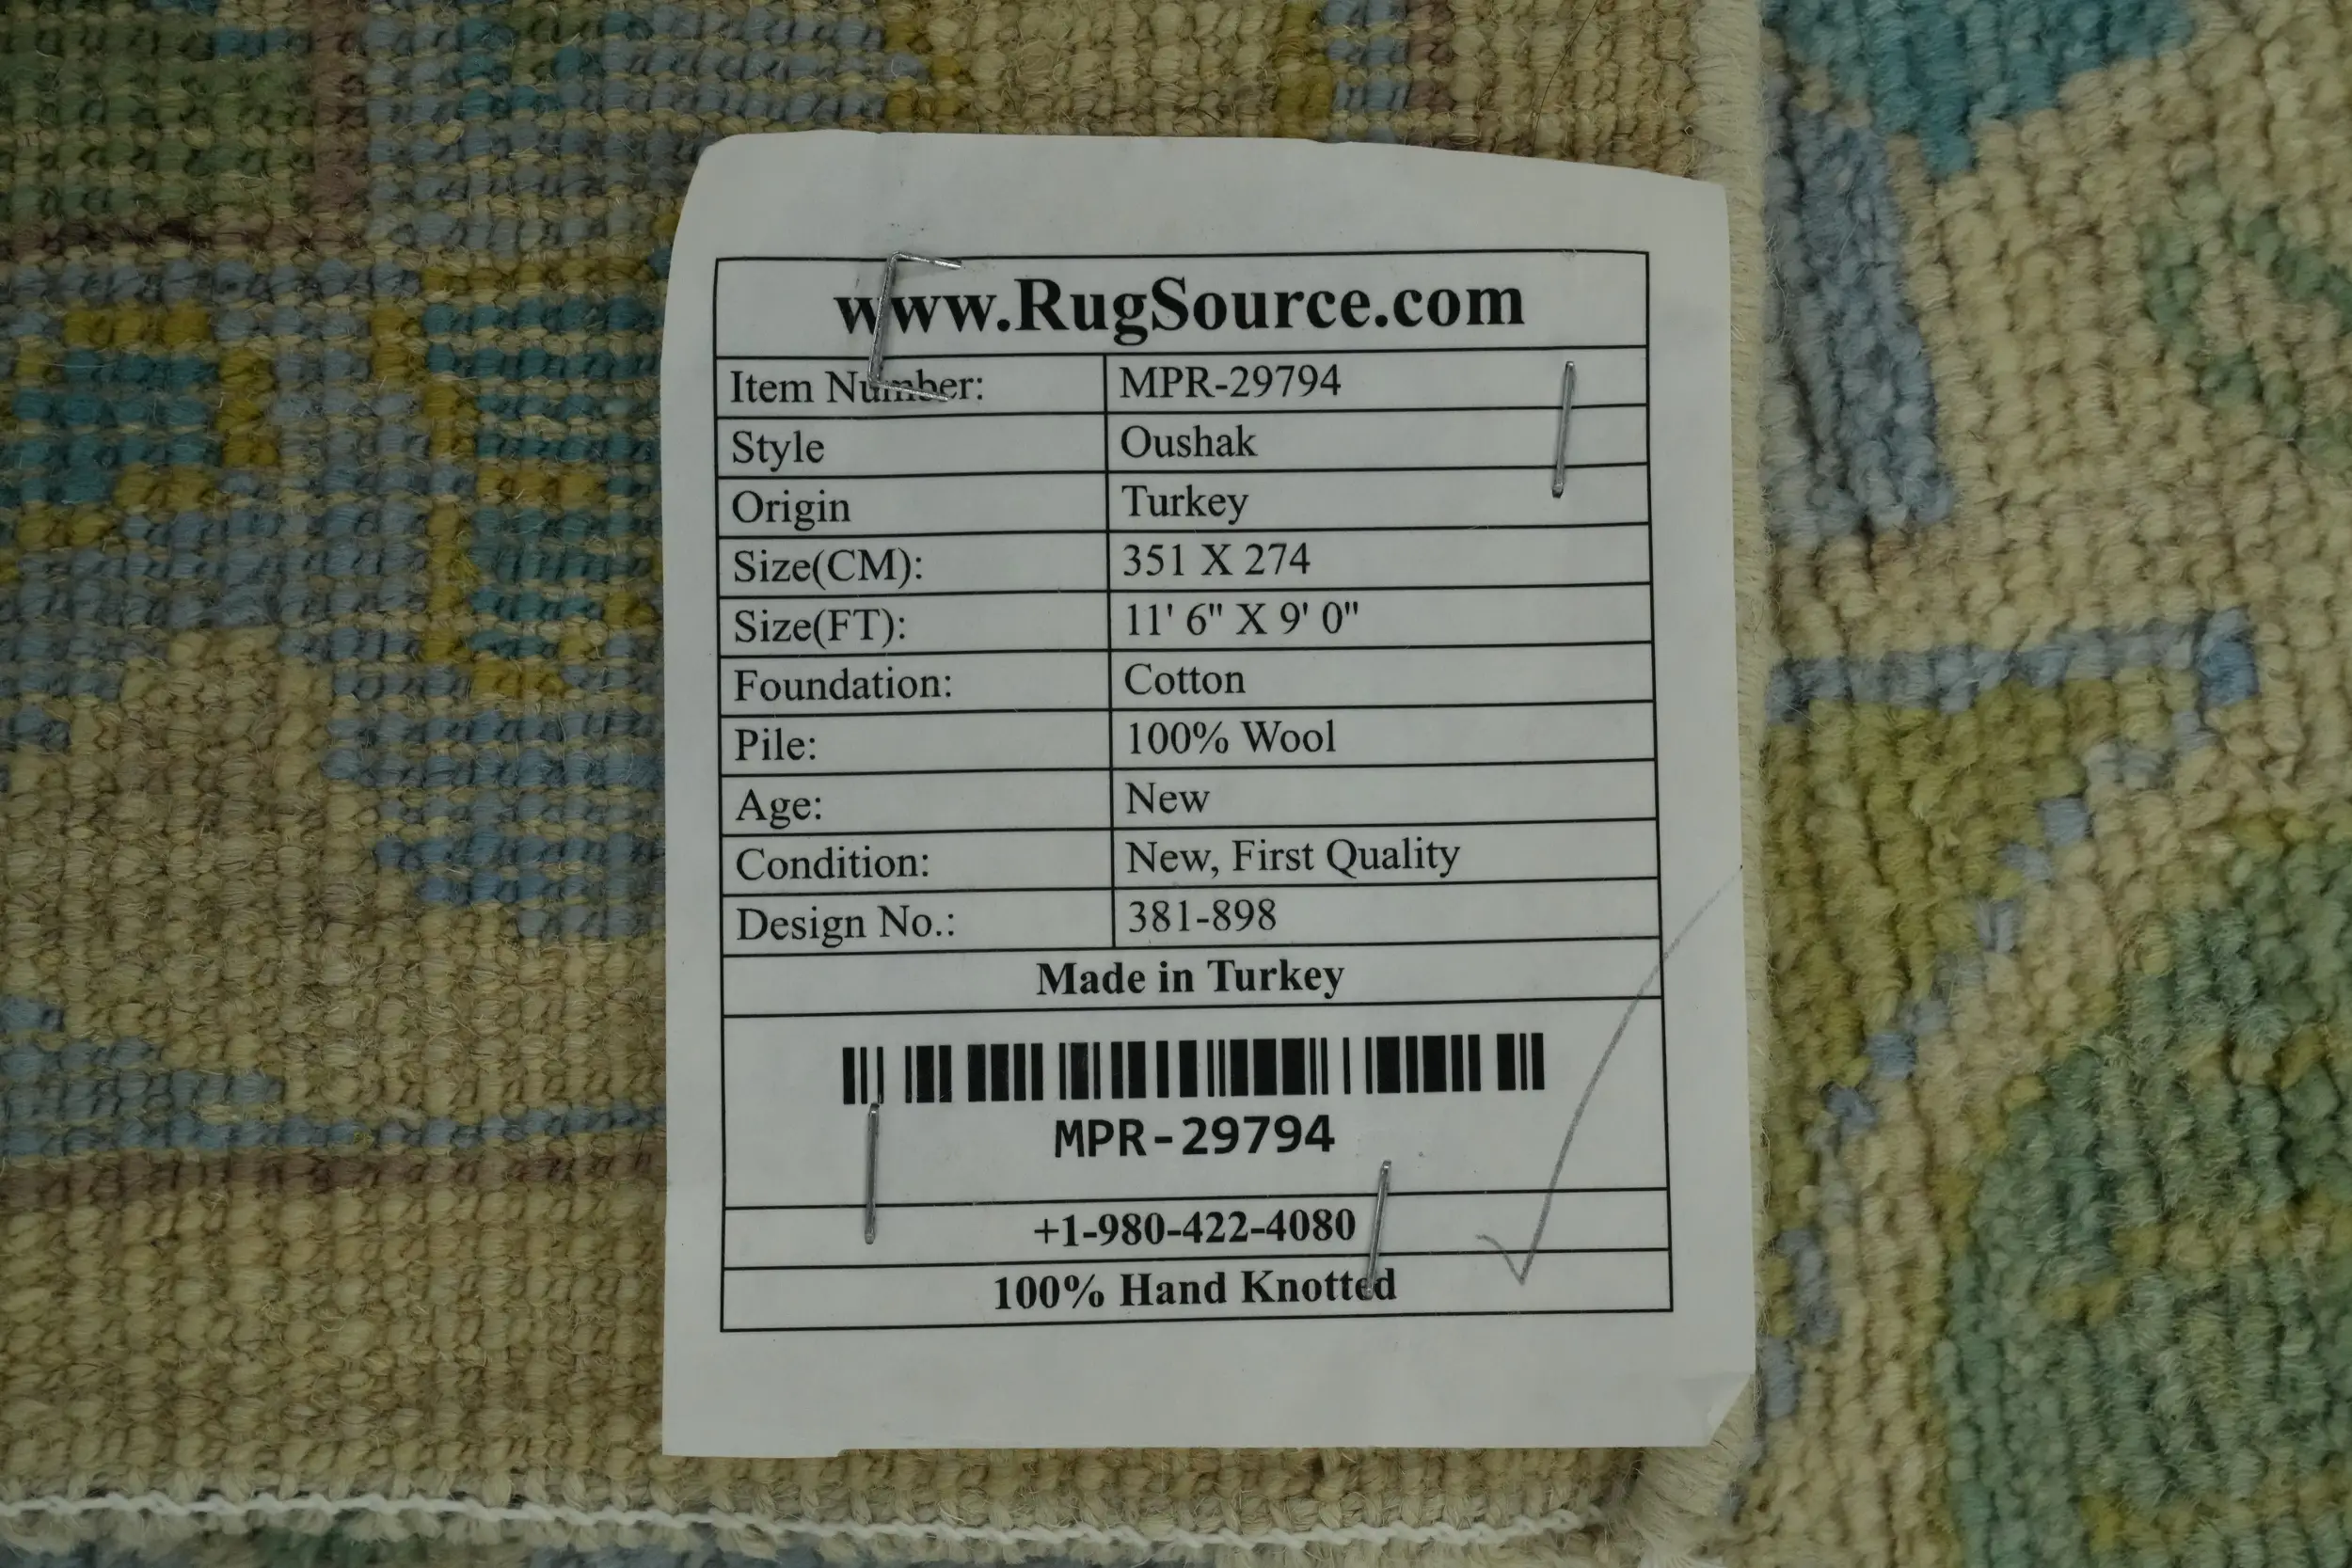 www.RugSource.com
Item Number: MPR-29794
Style Oushak
Origin Turkey
Size(CM): 351 X 274
Size(FT): 11' 6" X 9' 0"
Foundation: Cotton
Pile: 100% Wool
Age: New
Condition: New, First Quality
Design No.: 381-898
Made in Turkey
MPR-29794
+1-980-422-4080
100% Hand Knotted